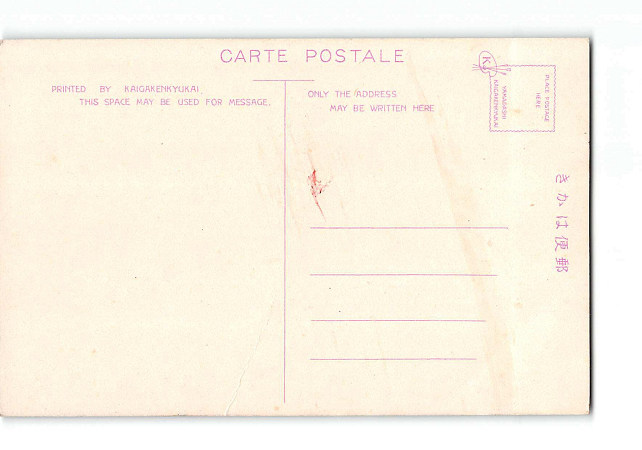 CARTE POSTALE
PRINTED BY KAIGAKENKYUKAI
THIS SPACE MAY BE USED FOR MESSAGE.
ONLY THE ADDRESS
MAY BE WRITTEN HERE
K
PLACE POSTAGE
HERE
KAIGAKENKYUKAI
きかは便郵